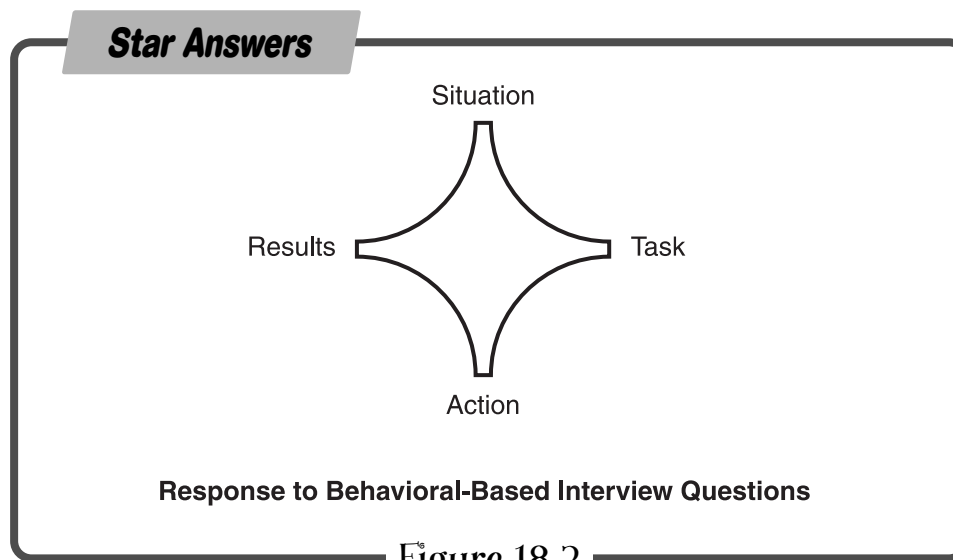 Star Answers
Situation
Results
Task
Action
Response to Behavioral-Based Interview Questions
Figure 18.2